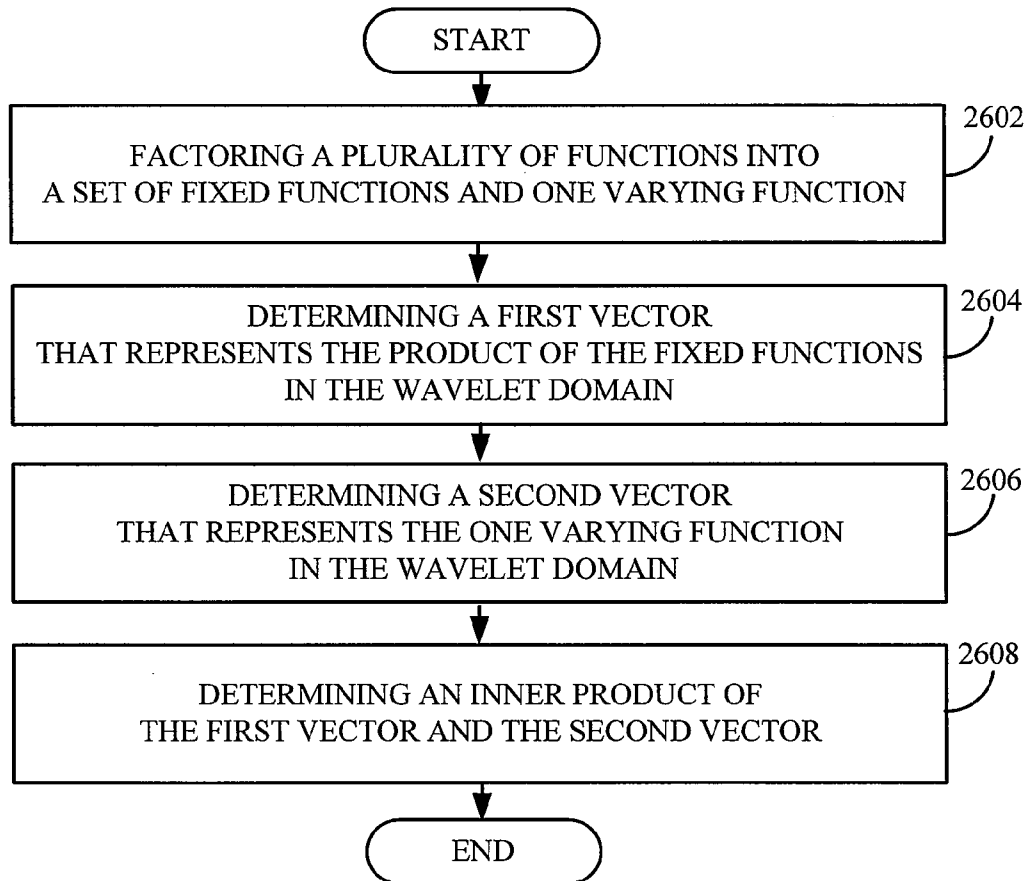 START
2602
FACTORING A PLURALITY OF FUNCTIONS INTO
A SET OF FIXED FUNCTIONS AND ONE VARYING FUNCTION
2604
DETERMINING A FIRST VECTOR
THAT REPRESENTS THE PRODUCT OF THE FIXED FUNCTIONS
IN THE WAVELET DOMAIN
2606
DETERMINING A SECOND VECTOR
THAT REPRESENTS THE ONE VARYING FUNCTION
IN THE WAVELET DOMAIN
2608
DETERMINING AN INNER PRODUCT OF
THE FIRST VECTOR AND THE SECOND VECTOR
END